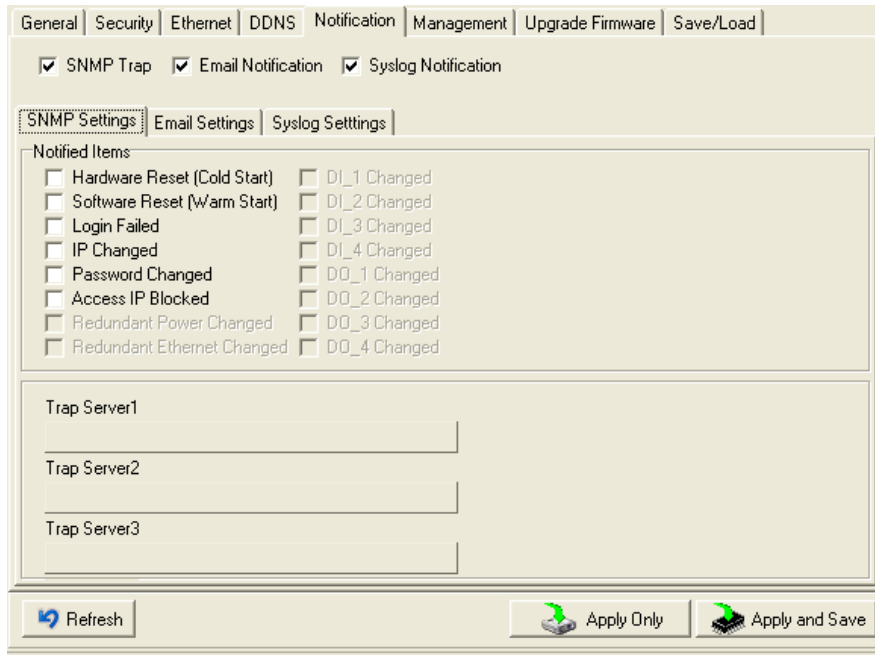 General Security Ethernet DDNS Notification Management Upgrade Firmware Save/Load
SNMP Trap Email Notification Syslog Notification
SNMP Settings Email Settings Syslog Setttings
Notified Items
Hardware Reset (Cold Start) DI_1 Changed
Software Reset (Warm Start) DI_2 Changed
Login Failed DI_3 Changed
IP Changed DI_4 Changed
Password Changed DO_1 Changed
Access IP Blocked DO_2 Changed
Redundant Power Changed DO_3 Changed
Redundant Ethernet Changed DO_4 Changed
Trap Server1
Trap Server2
Trap Server3
Refresh Apply Only Apply and Save